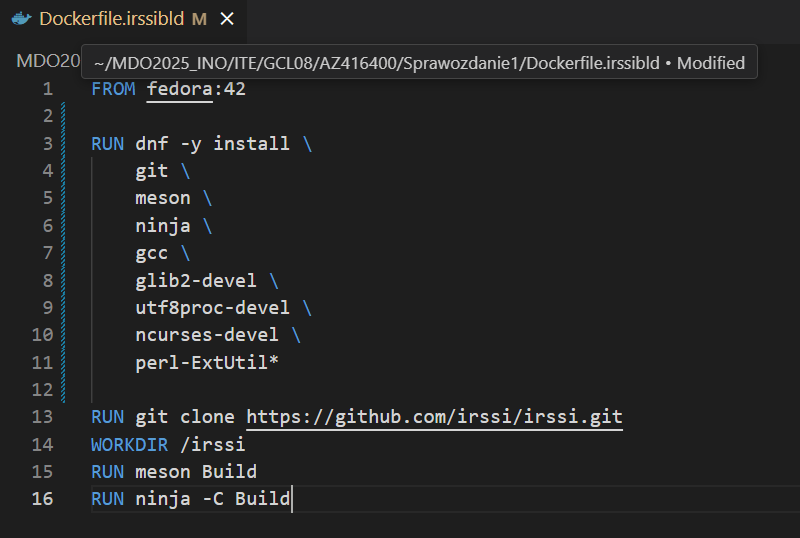 Dockerfile.irssibld M
MDO20
~/MDO2025_INO/ITE/GCL08/AZ416400/Sprawozdanie1/Dockerfile.irssibld • Modified
1 FROM fedora:42
2
3 RUN dnf -y install \
4 git \
5 meson \
6 ninja \
7 gcc \
8 glib2-devel \
9 utf8proc-devel \
10 ncurses-devel \
11 perl-ExtUtil*
12
13 RUN git clone https://github.com/irssi/irssi.git
14 WORKDIR /irssi
15 RUN meson Build
16 RUN ninja -C Build